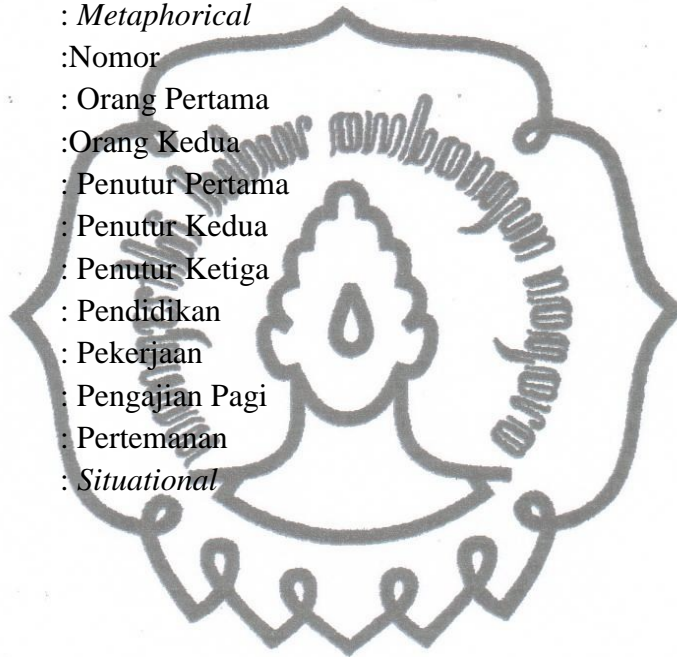 : Metaphorical
:Nomor
: Orang Pertama
:Orang Kedua
: Penutur Pertama
: Penutur Kedua
: Penutur Ketiga
: Pendidikan
: Pekerjaan
: Pengajian Pagi
: Pertemanan
: Situational